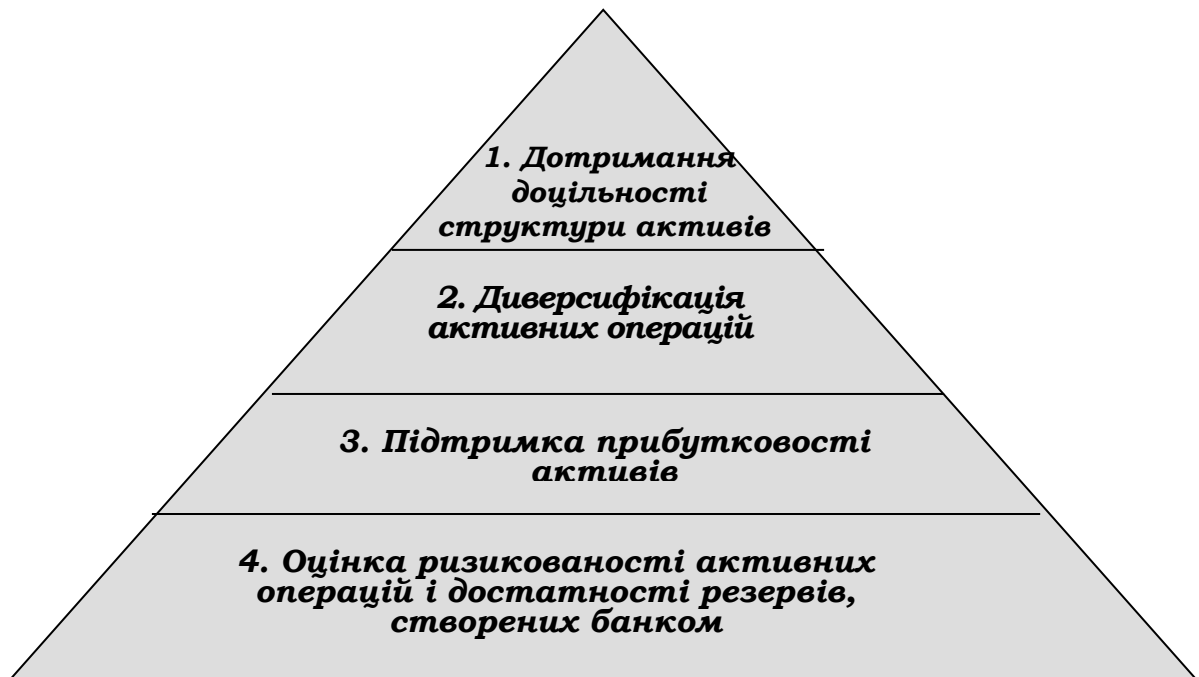 1. Дотримання
доцільності
структури активів
2. Диверсифікація
активних операцій
3. Підтримка прибутковості
активів
4. Оцінка ризикованості активних
операцій і достатності резервів,
створених банком